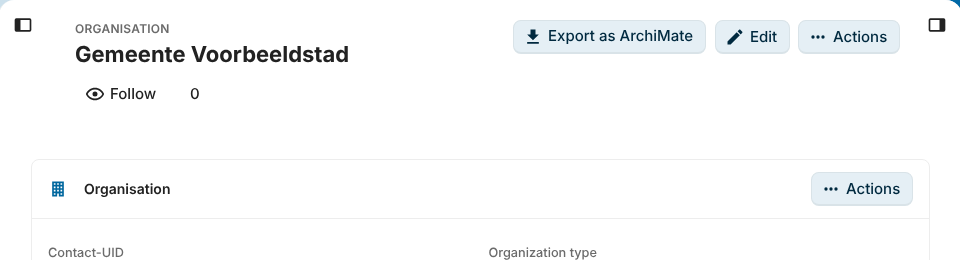 ORGANISATION
Gemeente Voorbeeldstad
Export as ArchiMate
Edit
Actions
Follow
0
Organisation
Actions
Contact-UID
Organization type